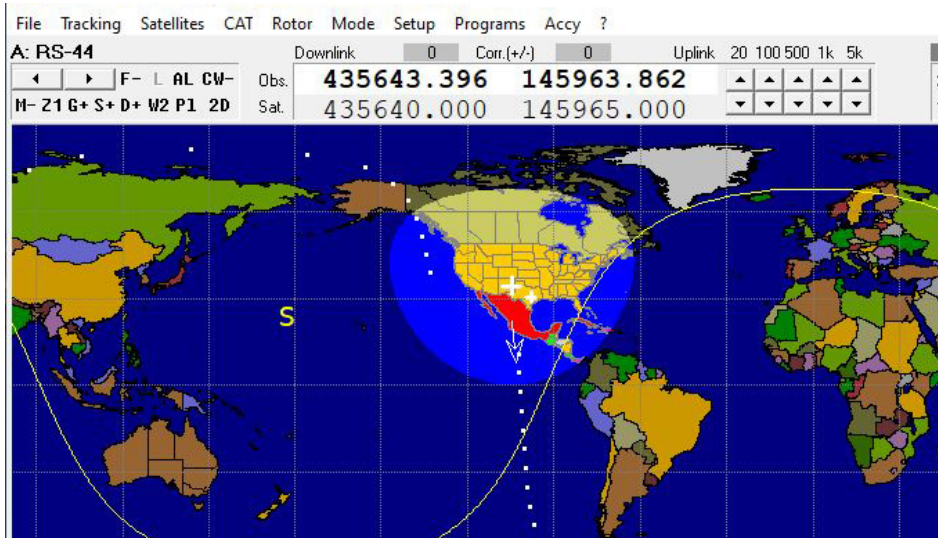 File Tracking Satellites CAT Rotor Mode Setup Programs Accy ?
A: RS-44 Downlink 0 Corr.(+/-) 0 Uplink 20 100 500 1k 5k
F- L AL CW- Obs. 435643.396 145963.862
M- Z1 G+ S+ D+ W2 P1 2D Sat. 435640.000 145965.000
S